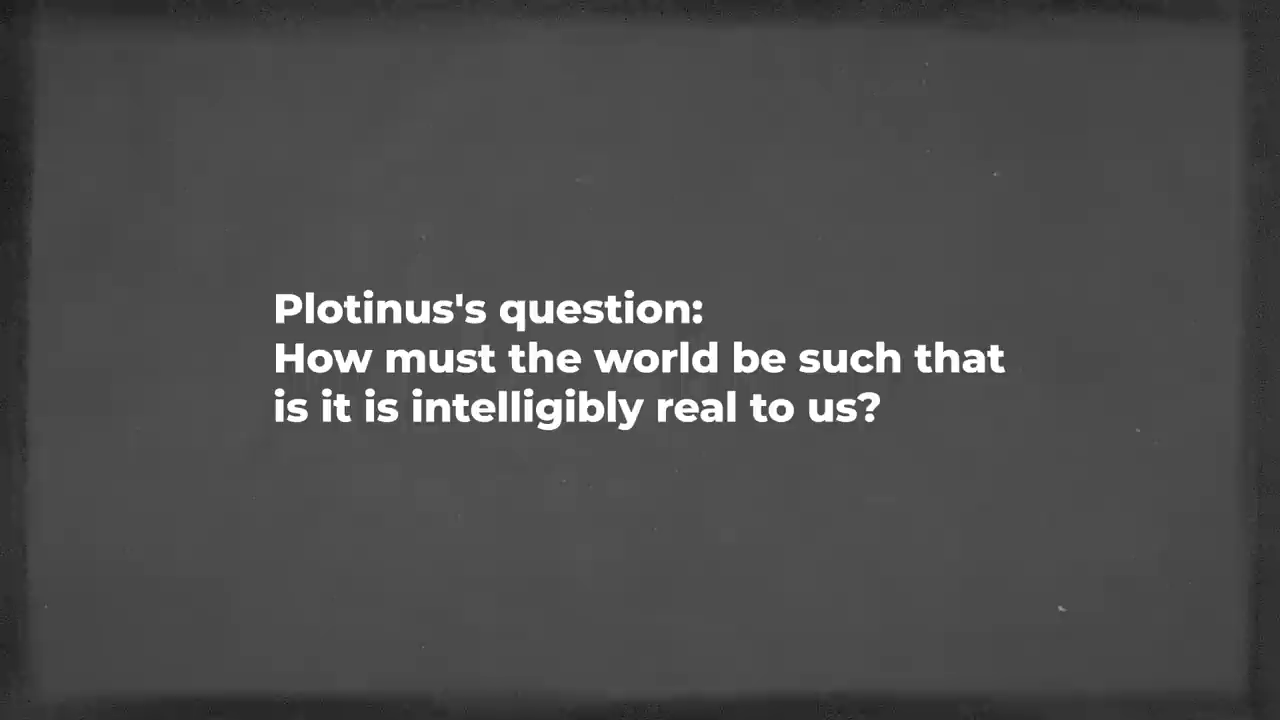 Plotinus's question:
How must the world be such that
is it is intelligibly real to us?